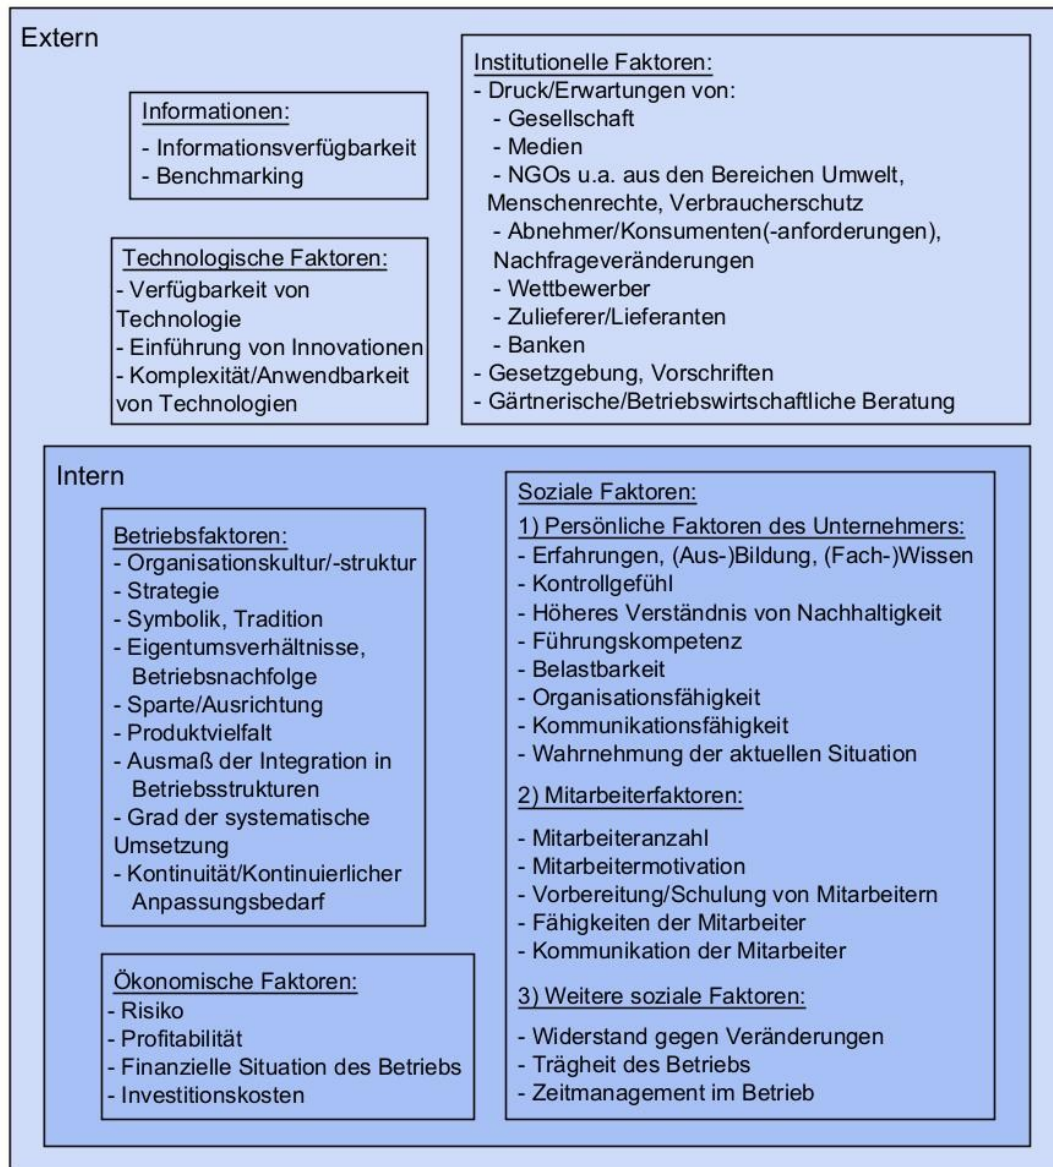 Extern
Informationen:
- Informationsverfügbarkeit
- Benchmarking
Technologische Faktoren:
- Verfügbarkeit von
Technologie
- Einführung von Innovationen
- Komplexität/Anwendbarkeit
von Technologien
Institutionelle Faktoren:
- Druck/Erwartungen von:
- Gesellschaft
- Medien
- NGOs u.a. aus den Bereichen Umwelt,
Menschenrechte, Verbraucherschutz
- Abnehmer/Konsumenten(-anforderungen),
Nachfrageveränderungen
- Wettbewerber
- Zulieferer/Lieferanten
- Banken
- Gesetzgebung, Vorschriften
- Gärtnerische/Betriebswirtschaftliche Beratung
Intern
Betriebsfaktoren:
- Organisationskultur/-struktur
- Strategie
- Symbolik, Tradition
- Eigentumsverhältnisse,
Betriebsnachfolge
- Sparte/Ausrichtung
- Produktvielfalt
- Ausmaß der Integration in
Betriebsstrukturen
- Grad der systematische
Umsetzung
- Kontinuität/Kontinuierlicher
Anpassungsbedarf
Ökonomische Faktoren:
- Risiko
- Profitabilität
- Finanzielle Situation des Betriebs
- Investitionskosten
Soziale Faktoren:
1) Persönliche Faktoren des Unternehmers:
- Erfahrungen, (Aus-)Bildung, (Fach-)Wissen
- Kontrollgefühl
- Höheres Verständnis von Nachhaltigkeit
- Führungskompetenz
- Belastbarkeit
- Organisationsfähigkeit
- Kommunikationsfähigkeit
- Wahrnehmung der aktuellen Situation
2) Mitarbeiterfaktoren:
- Mitarbeiteranzahl
- Mitarbeitermotivation
- Vorbereitung/Schulung von Mitarbeitern
- Fähigkeiten der Mitarbeiter
- Kommunikation der Mitarbeiter
3) Weitere soziale Faktoren:
- Widerstand gegen Veränderungen
- Trägheit des Betriebs
- Zeitmanagement im Betrieb